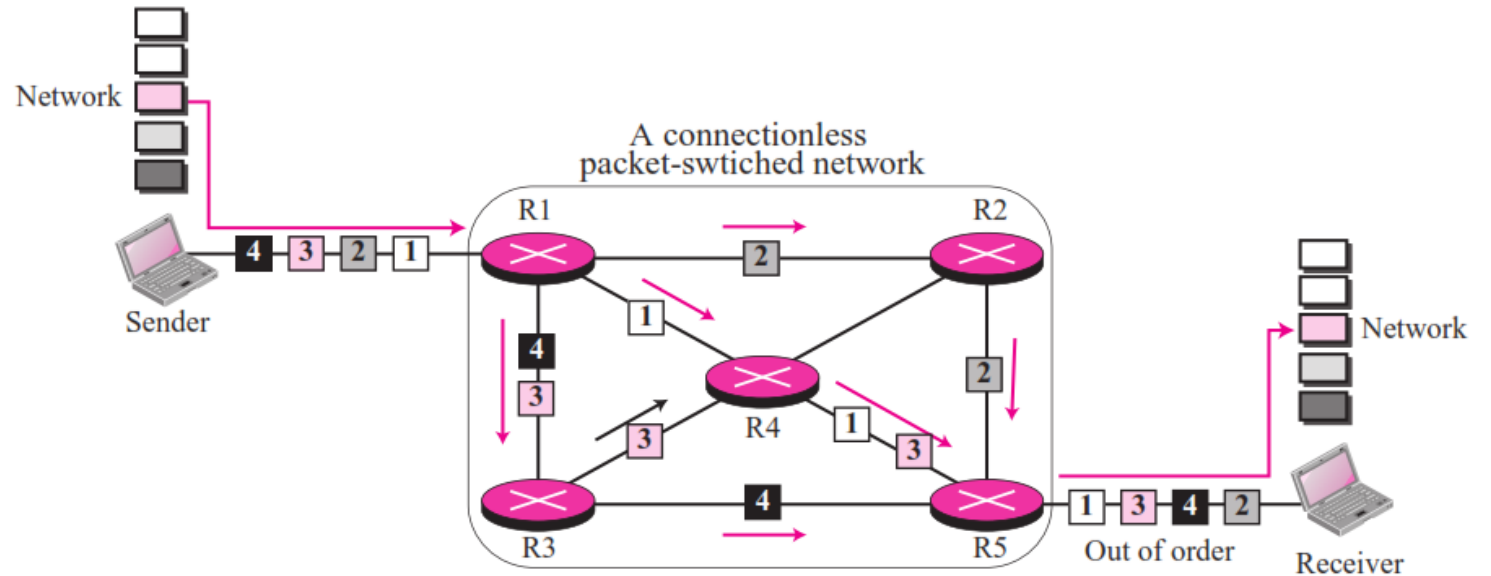 Network
A connectionless
packet-swtiched network
R1
R2
4 3 2 1
2
Sender
1
4
3
2
Network
R4
3
1
3
4
R3
R5
1 3 4 2
Out of order
Receiver